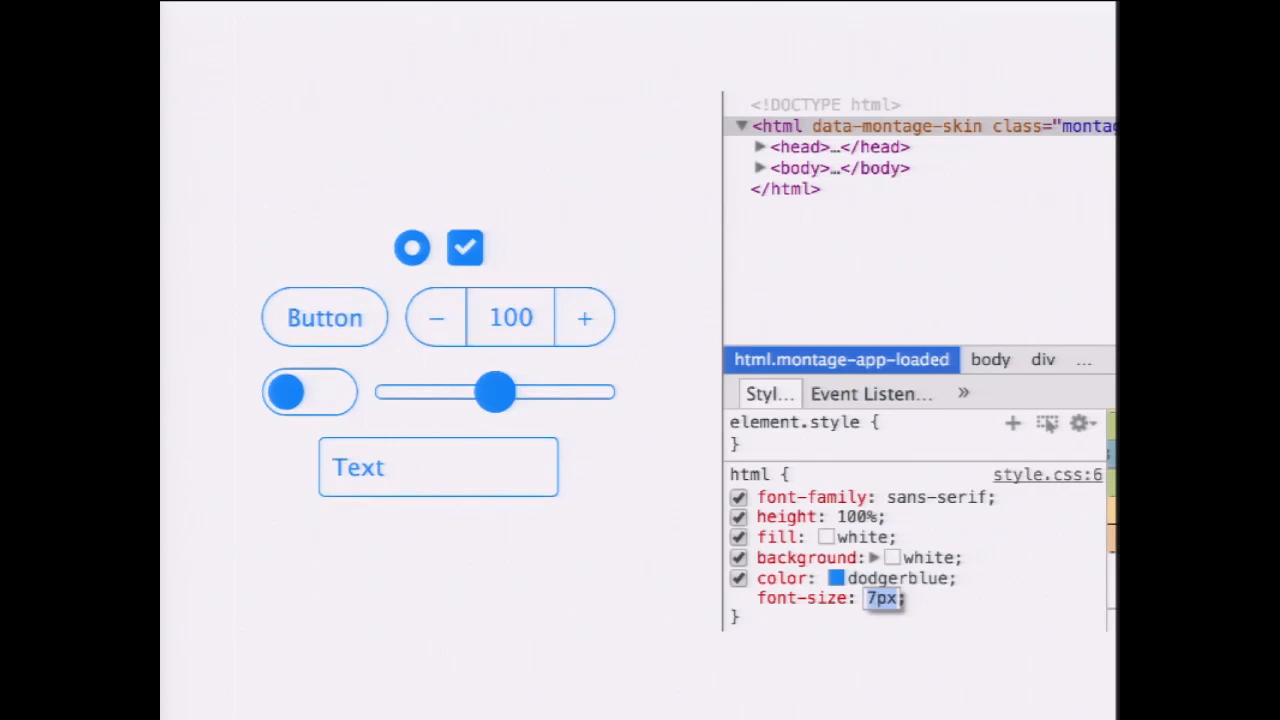 <!DOCTYPE html>
▼<html data-montage-skin class="montag
▶<head>…</head>
▶<body>…</body>
</html>
Button
−
100
+
Text
html.montage-app-loaded body div ...
Styl... Event Listen... »
element.style {
}
html { style.css:6
font-family: sans-serif;
height: 100%;
fill: white;
background:▶white;
color: dodgerblue;
font-size: 7px;
}